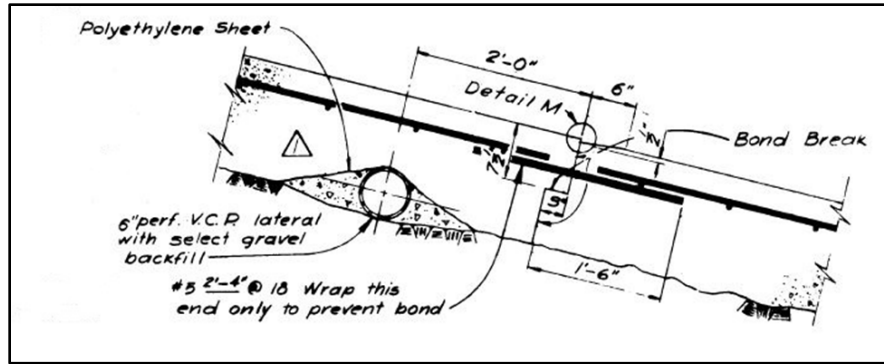 Polyethylene Sheet
2'-0"
6"
Detail M
Bond Break
6"perf. V.C.P. lateral
with select gravel
backfill
1'-6"
#5 2'-4" @ 18 Wrap this
end only to prevent bond